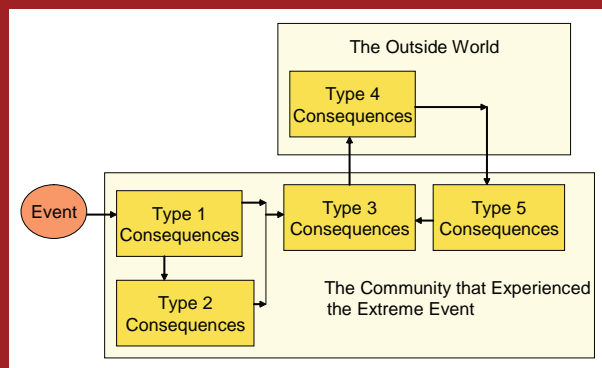 The Outside World
Type 4
Consequences
Event
Type 1
Consequences
Type 3
Consequences
Type 5
Consequences
Type 2
Consequences
The Community that Experienced
the Extreme Event